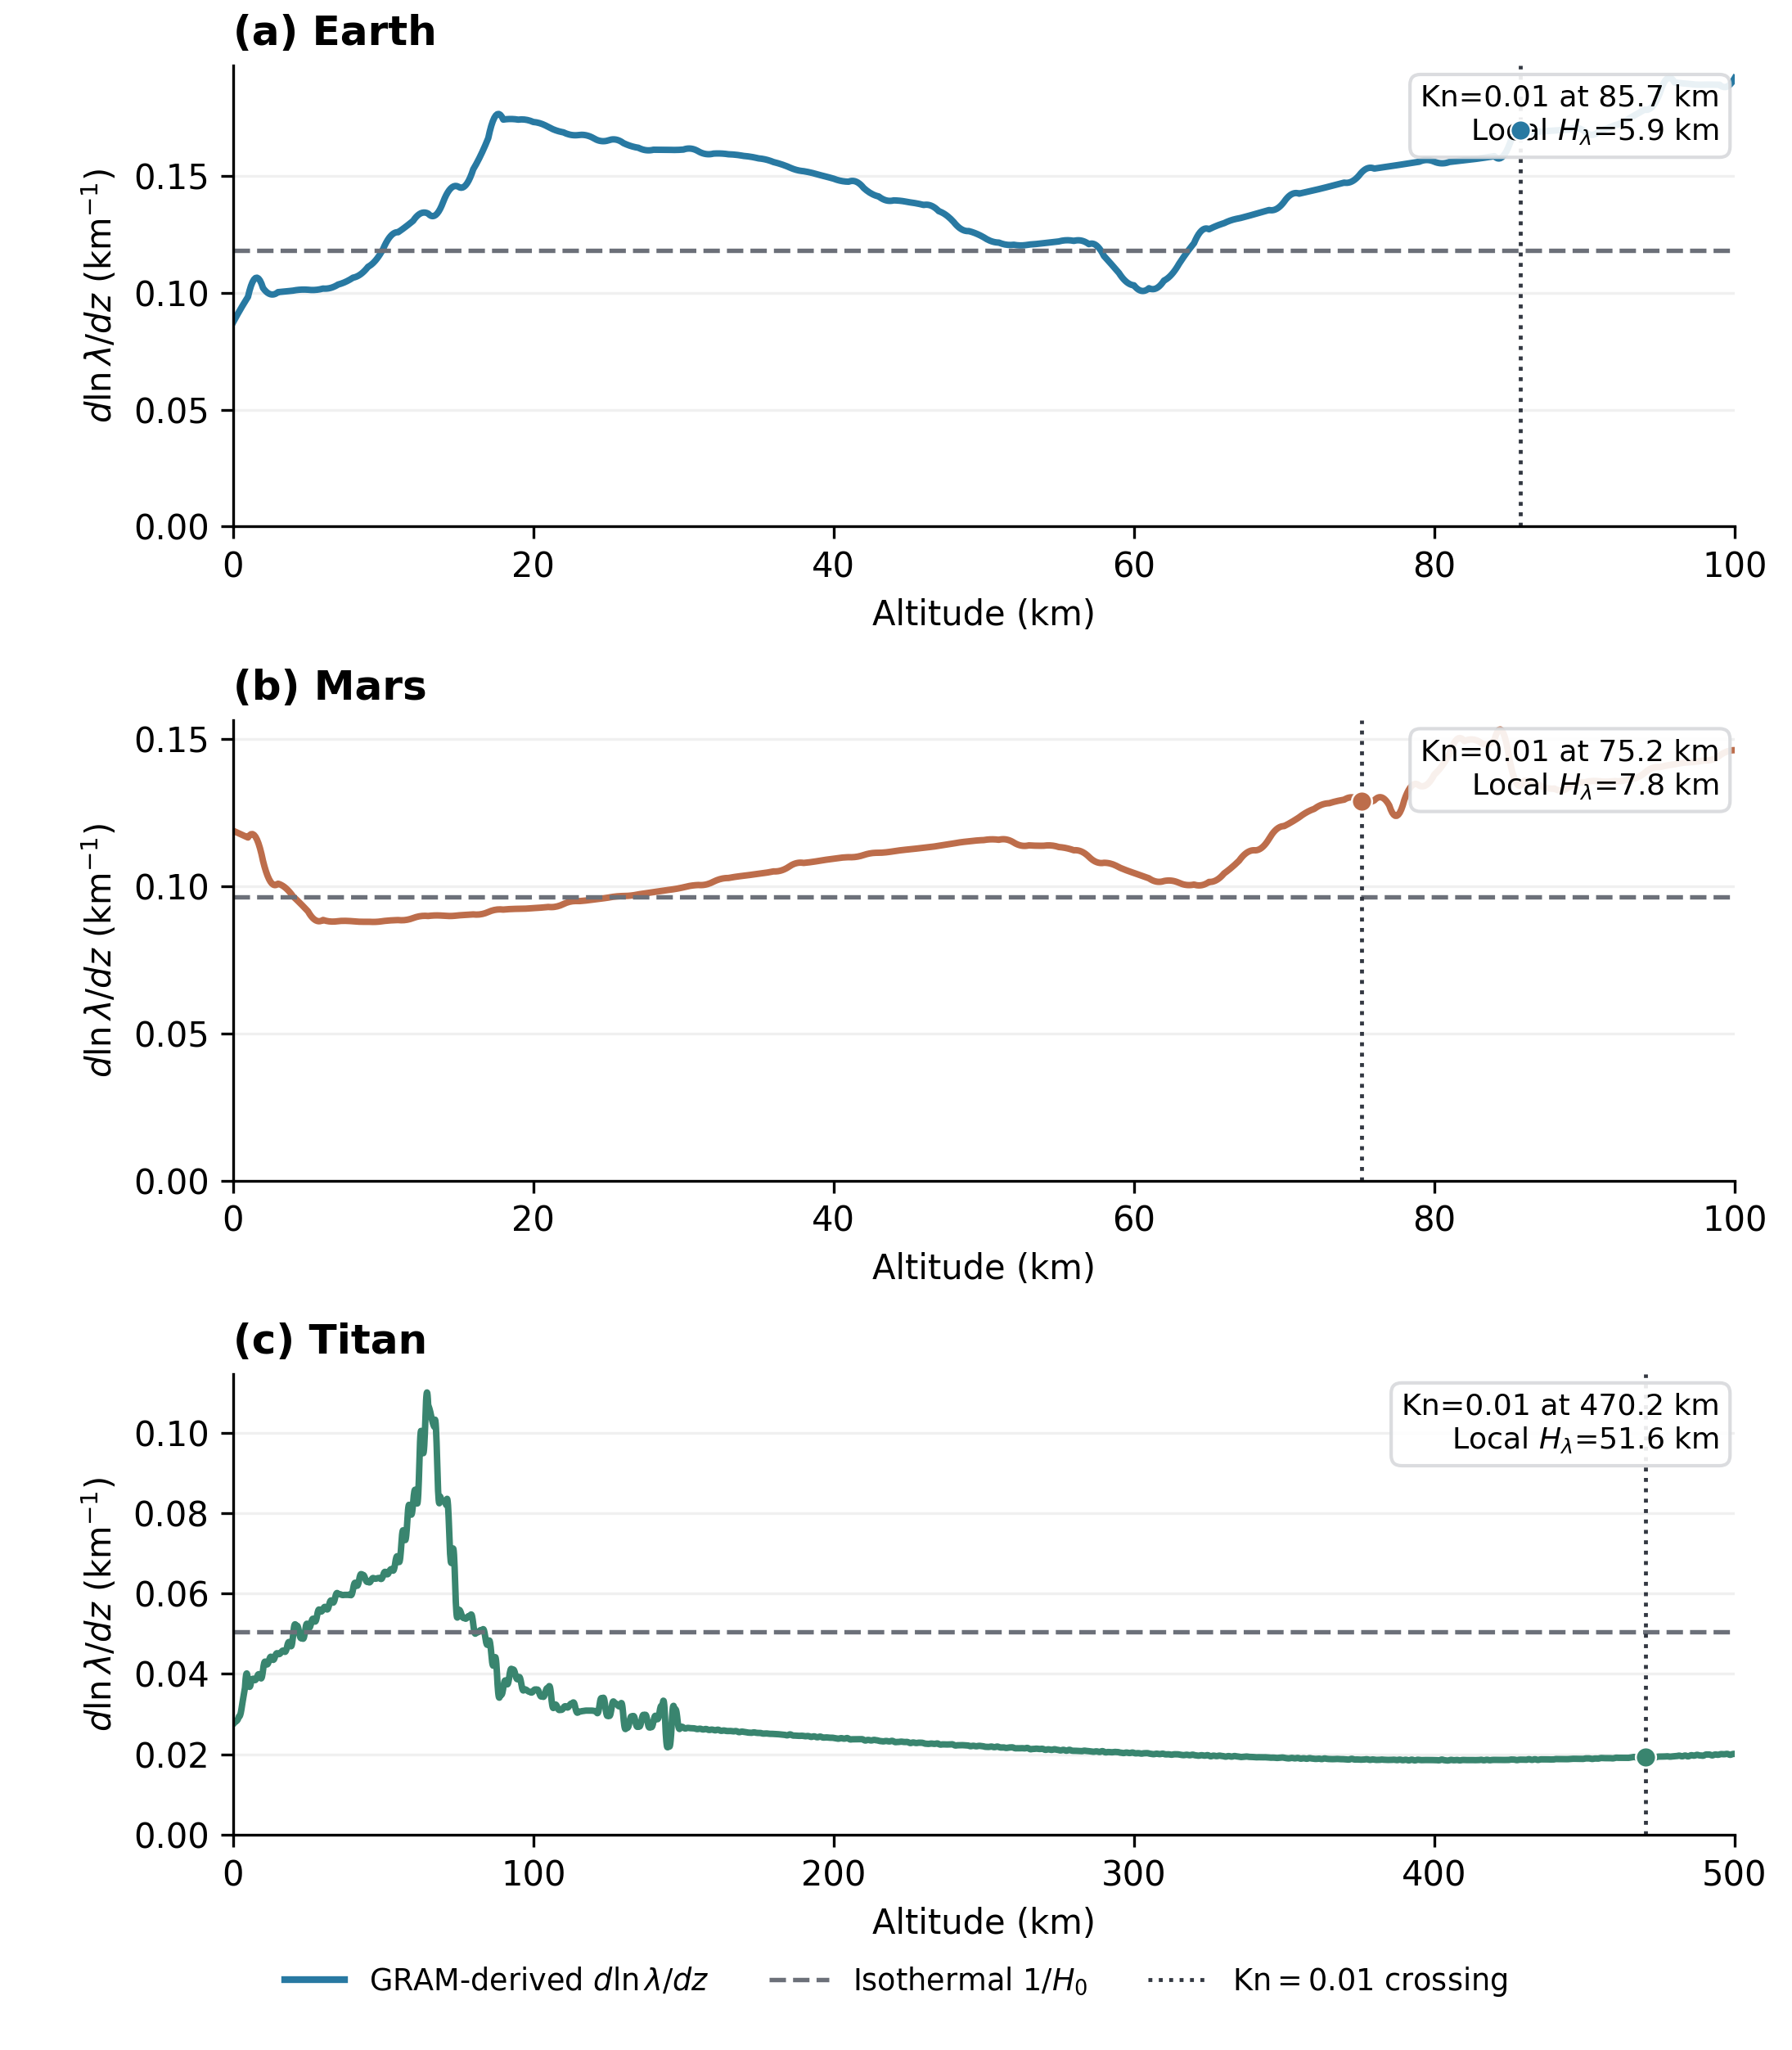 (a) Earth
Kn=0.01 at 85.7 km
Local H_λ=5.9 km
0.15
0.10
0.05
0.00
d ln λ/dz (km⁻¹)
0 20 40 60 80 100
Altitude (km)
(b) Mars
Kn=0.01 at 75.2 km
Local H_λ=7.8 km
0.15
0.10
0.05
0.00
d ln λ/dz (km⁻¹)
0 20 40 60 80 100
Altitude (km)
(c) Titan
Kn=0.01 at 470.2 km
Local H_λ=51.6 km
0.10
0.08
0.06
0.04
0.02
0.00
d ln λ/dz (km⁻¹)
0 100 200 300 400 500
Altitude (km)
GRAM-derived d ln λ/dz Isothermal 1/H₀ Kn = 0.01 crossing